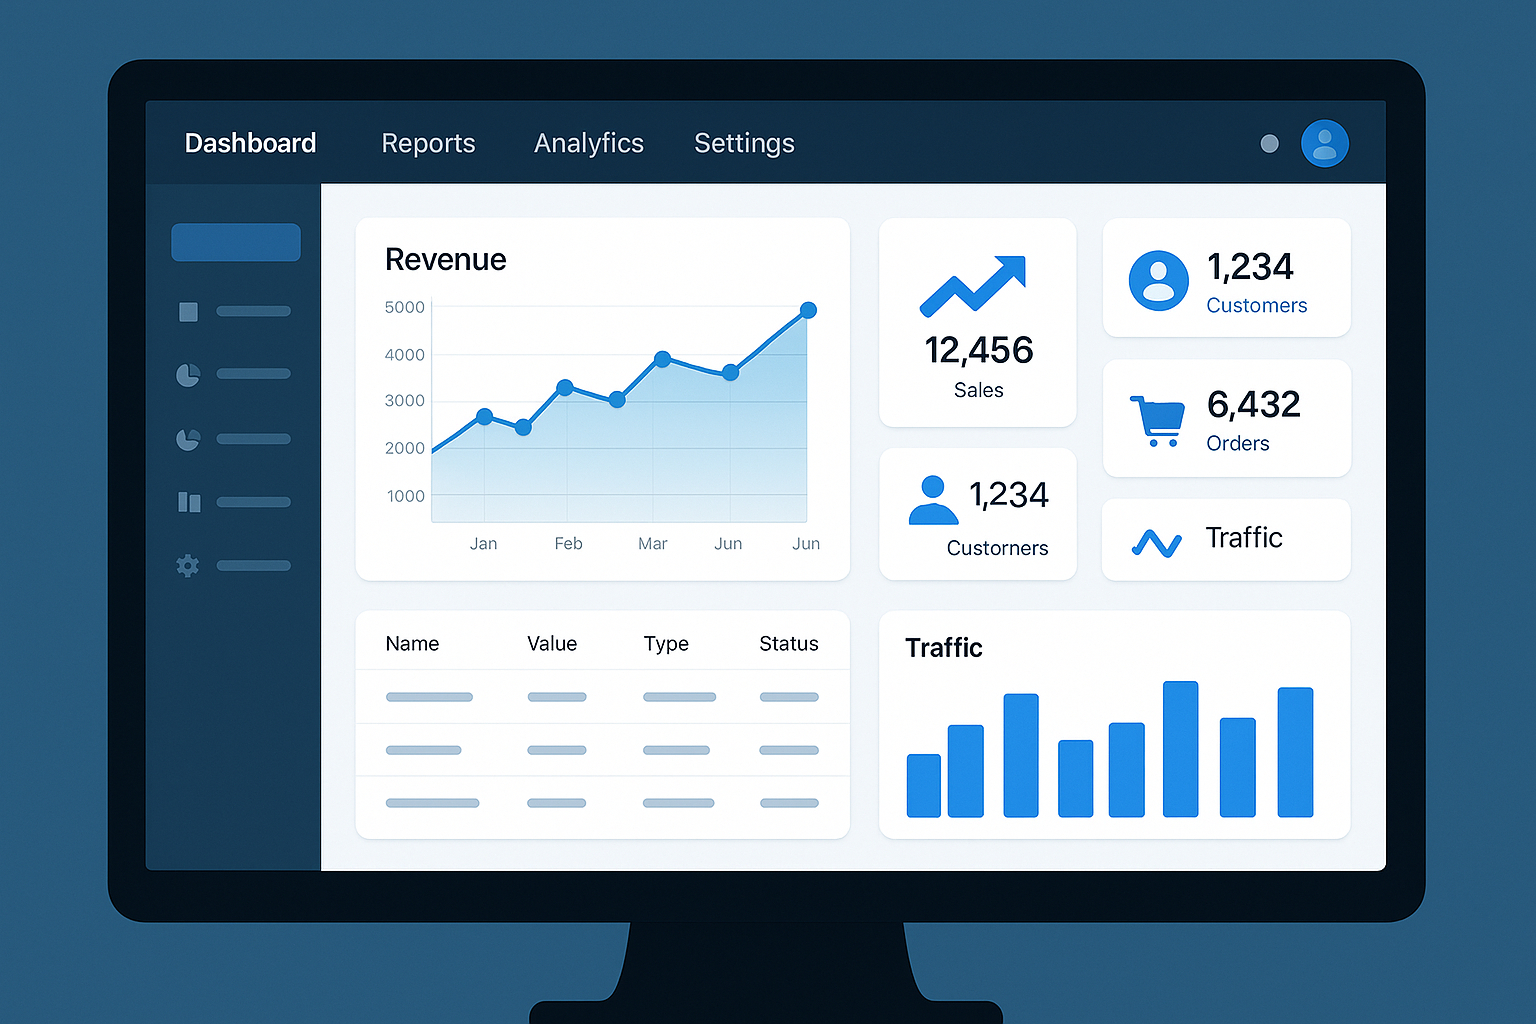 Dashboard Reports Analyfics Settings
Revenue
5000
4000
3000
2000
1000
Jan Feb Mar Jun Jun
12,456
Sales
1,234
Customers
6,432
Orders
1,234
Custorners
Traffic
Name Value Type Status
Traffic